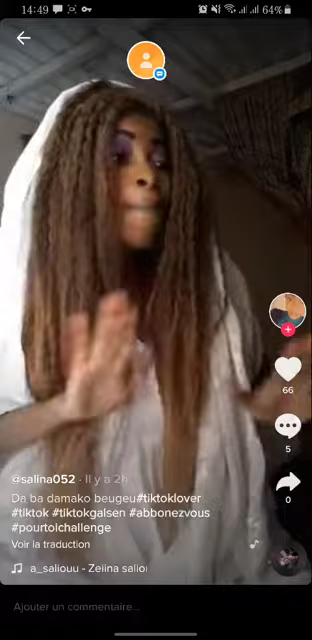 14:49
64%
@salina052 · Il y a 2h
Da ba damako beugeu#tiktoklover
#tiktok #tiktokgalsen #abbonezvous
#pourtoichallenge
Voir la traduction
a_saliouu - Zeiina saliou
66
5
0
Ajouter un commentaire...